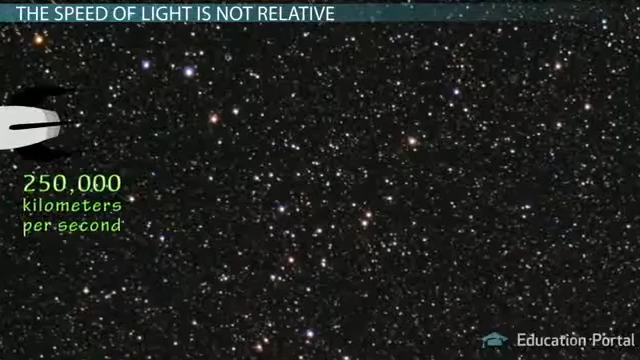 THE SPEED OF LIGHT IS NOT RELATIVE
250,000
kilometers
per second
Education Portal